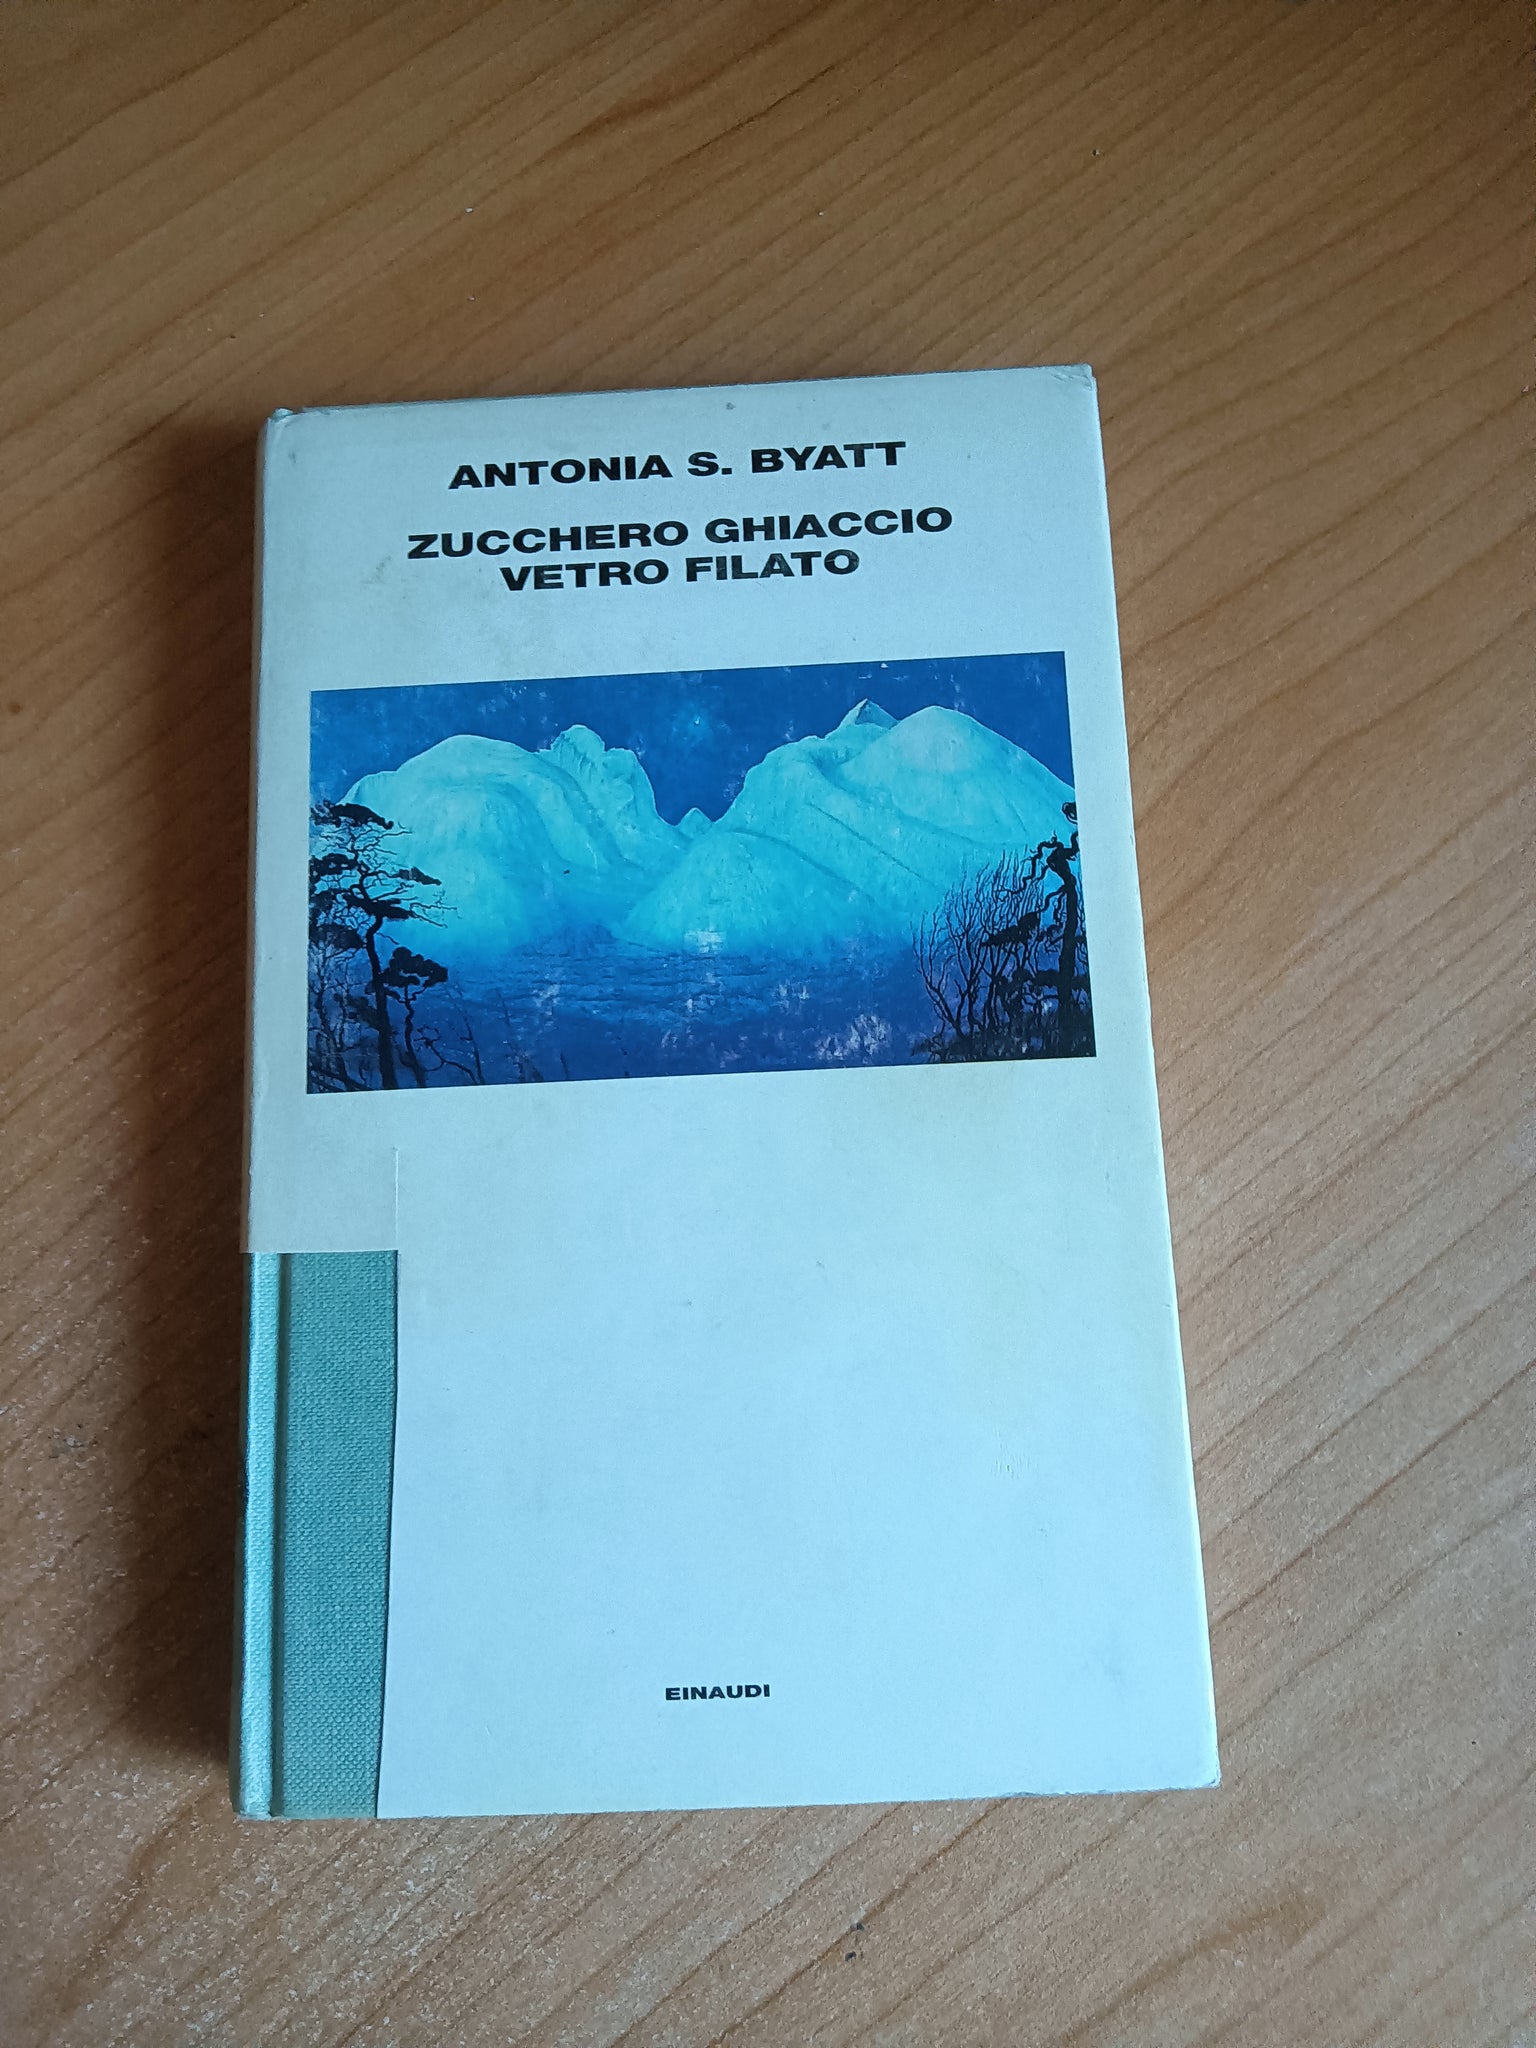 ANTONIA S. BYATT
ZUCCHERO GHIACCIO
VETRO FILATO
EINAUDI